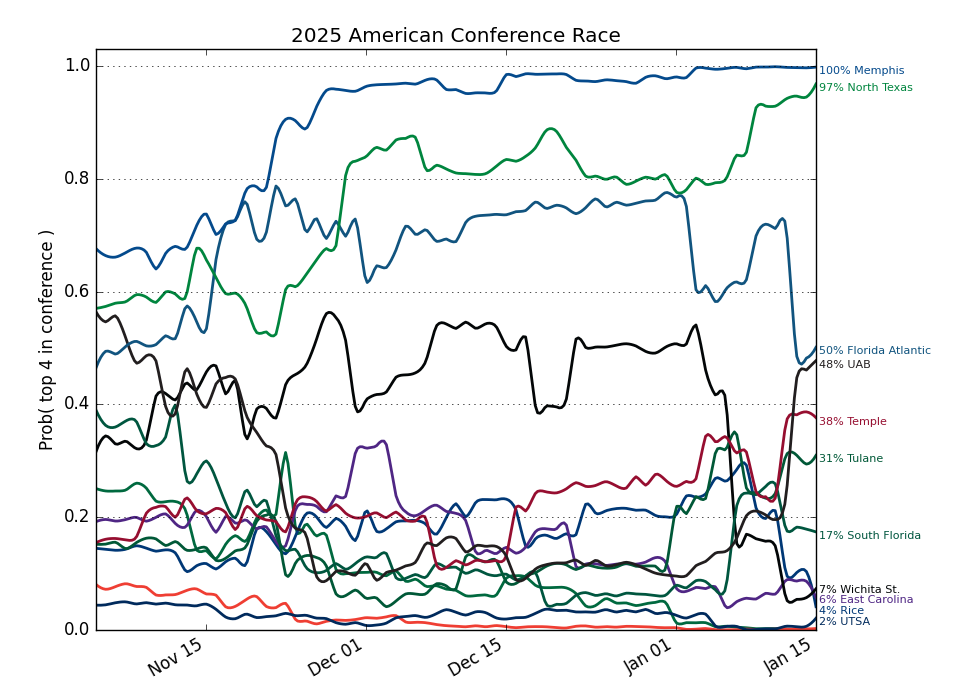 2025 American Conference Race
Prob( top 4 in conference )
1.0
0.8
0.6
0.4
0.2
0.0
Nov 15
Dec 01
Dec 15
Jan 01
Jan 15
100% Memphis
97% North Texas
50% Florida Atlantic
48% UAB
38% Temple
31% Tulane
17% South Florida
7% Wichita St.
6% East Carolina
4% Rice
2% UTSA